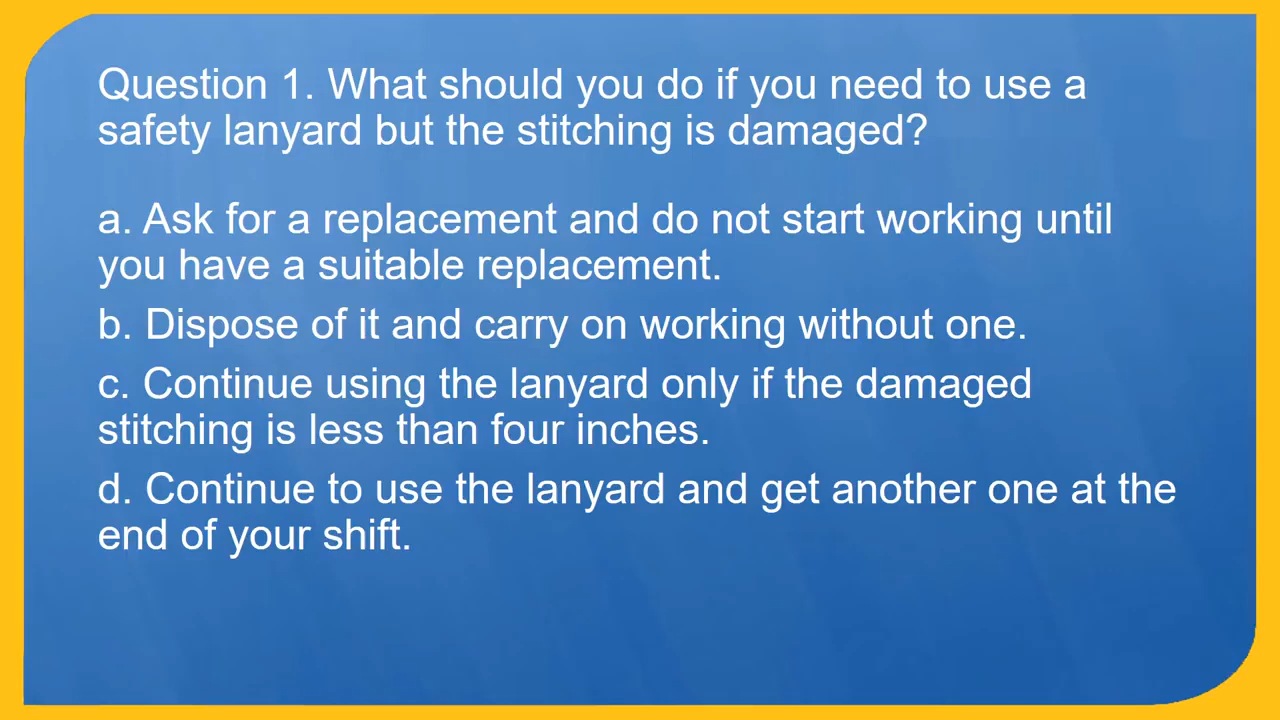 Question 1. What should you do if you need to use a
safety lanyard but the stitching is damaged?
a. Ask for a replacement and do not start working until
you have a suitable replacement.
b. Dispose of it and carry on working without one.
c. Continue using the lanyard only if the damaged
stitching is less than four inches.
d. Continue to use the lanyard and get another one at the
end of your shift.